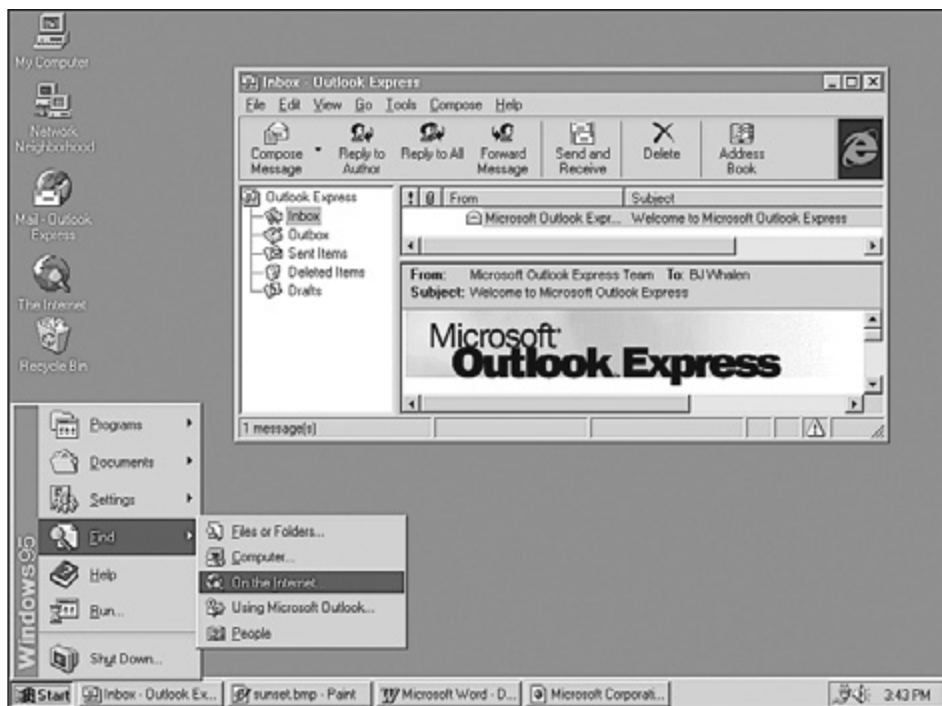 My Computer
Network
Neighborhood
Mail - Outlook
Express
The Internet
Recycle Bin
Inbox - Outlook Express
File Edit View Go Tools Compose Help
Compose
Message
Reply to
Author
Reply to All
Forward
Message
Send and
Receive
Delete
Address
Book
Outlook Express
Inbox
Outbox
Sent Items
Deleted Items
Drafts
! From Subject
Microsoft Outlook Expr... Welcome to Microsoft Outlook Express
From: Microsoft Outlook Express Team To: BJ Whalen
Subject: Welcome to Microsoft Outlook Express
Microsoft
Outlook Express
1 message(s)
Windows95
Programs
Documents
Settings
Find
Help
Run...
Shut Down...
Files or Folders...
Computer...
On the Internet...
Using Microsoft Outlook...
People
Start
Inbox - Outlook Ex...
sunset.bmp - Paint
Microsoft Word - D...
Microsoft Corporati...
3:43 PM